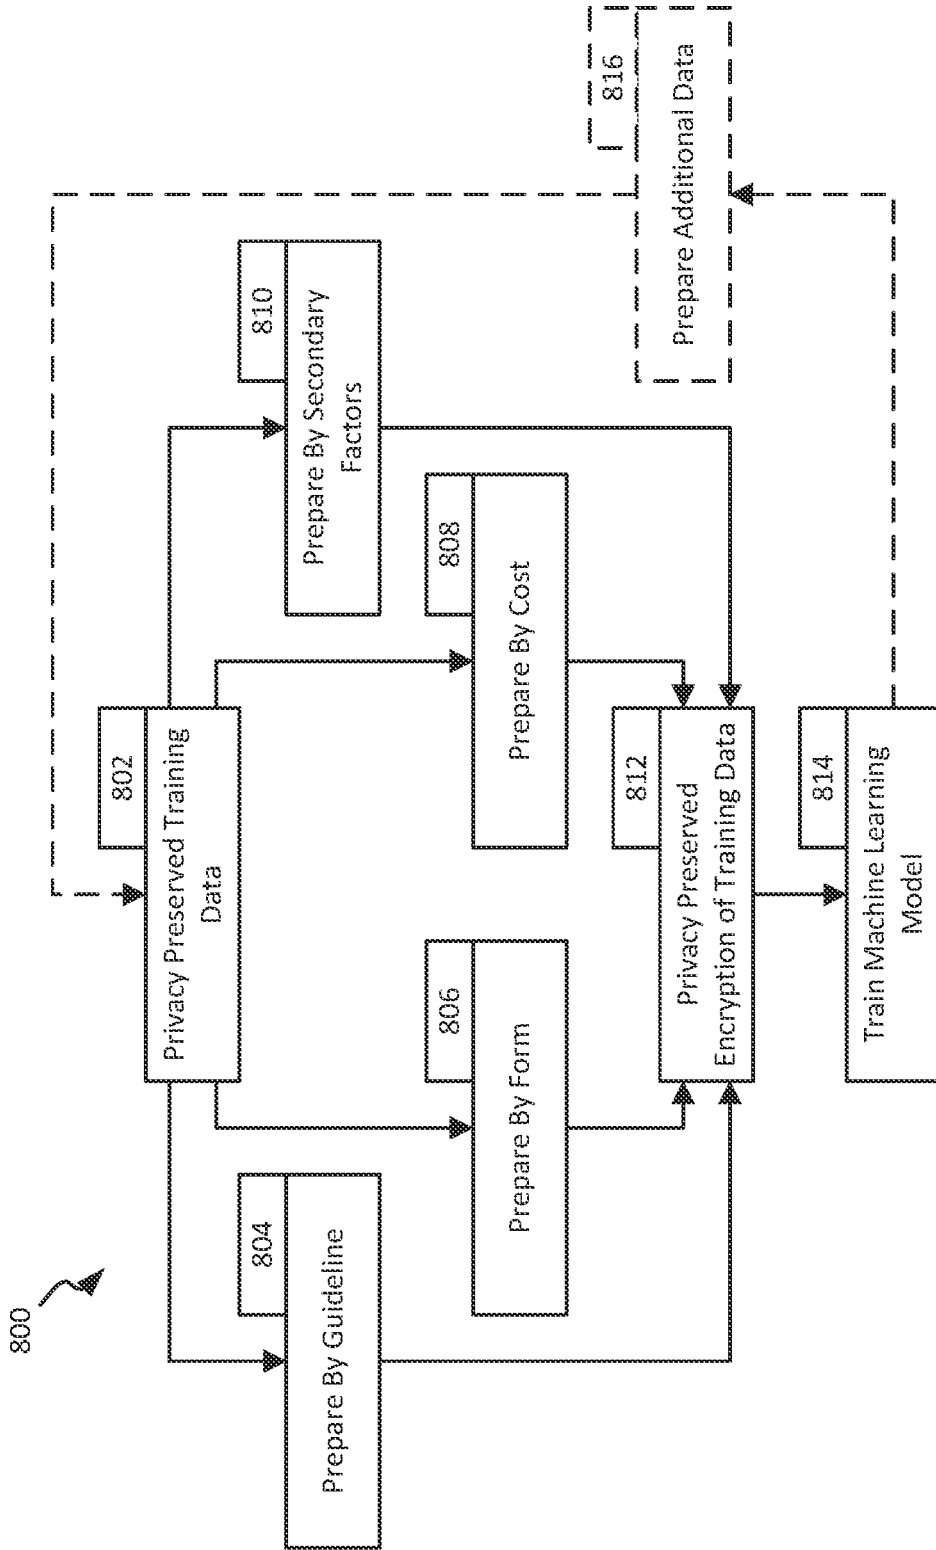 800
802
Privacy Preserved Training
Data
804
Prepare By Guideline
810
Prepare By Secondary
Factors
806
Prepare By Form
808
Prepare By Cost
812
Privacy Preserved
Encryption of Training Data
816
Prepare Additional Data
814
Train Machine Learning
Model